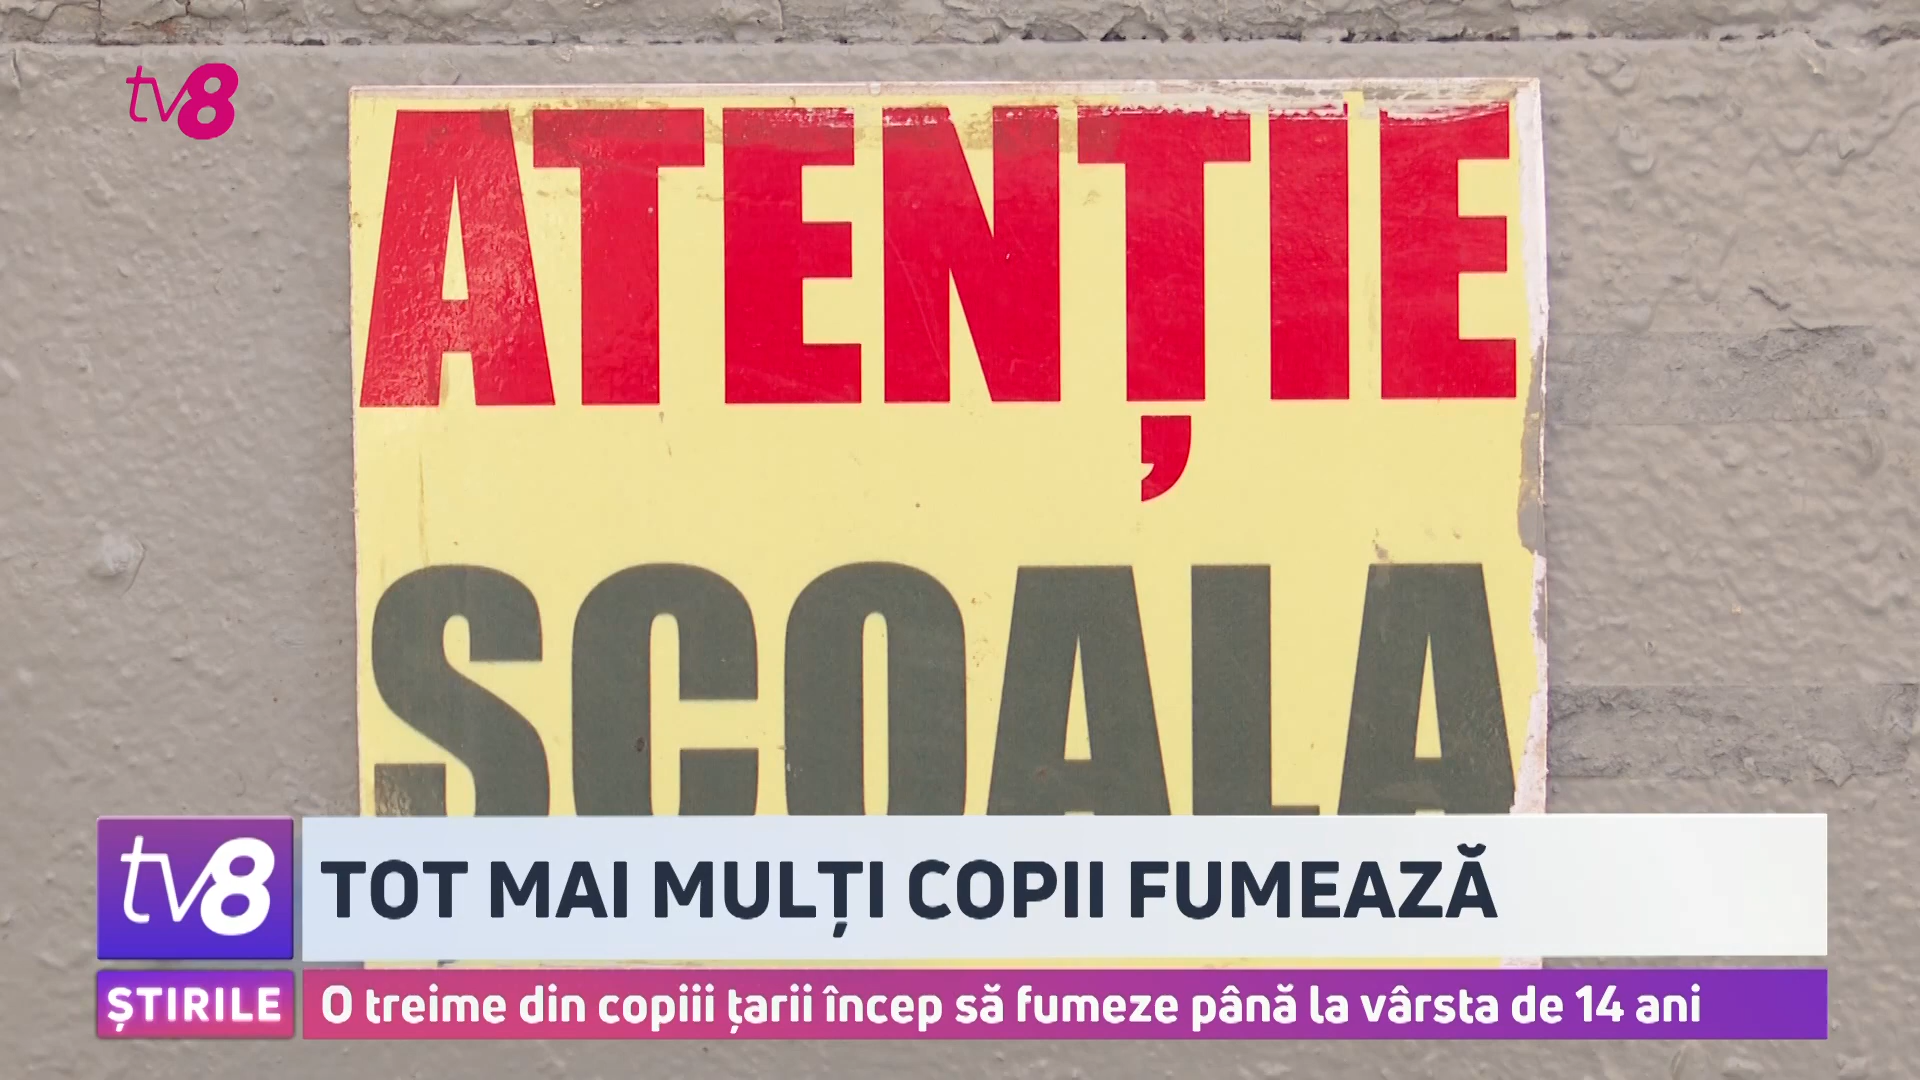 tv8
ATENȚIE
ȘCOALA
tv8
TOT MAI MULȚI COPII FUMEAZĂ
ȘTIRILE
O treime din copiii țarii încep să fumeze până la vârsta de 14 ani